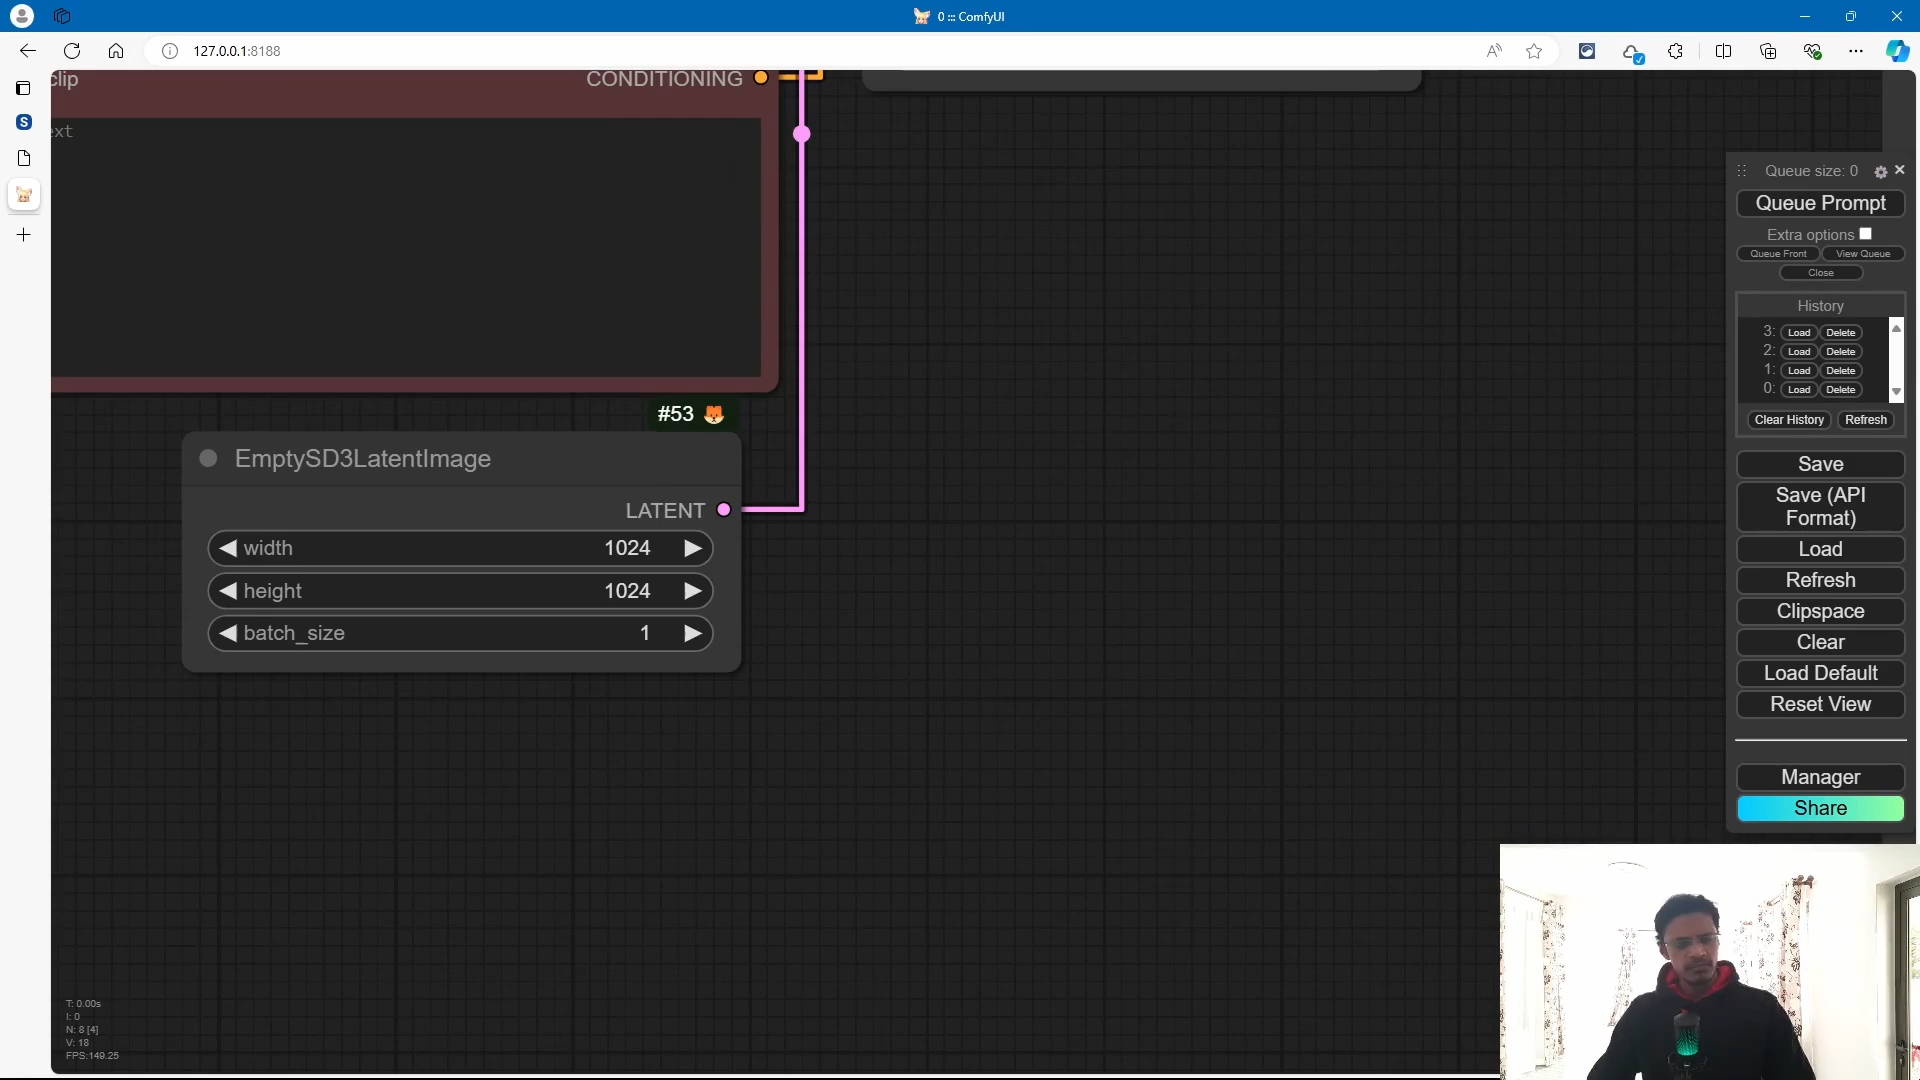 0 ::: ComfyUI
127.0.0.1:8188
clip
CONDITIONING
ext
#53
EmptySD3LatentImage
LATENT
width 1024
height 1024
batch_size 1
Queue size: 0
Queue Prompt
Extra options
Queue Front View Queue
Close
History
3: Load Delete
2: Load Delete
1: Load Delete
0: Load Delete
Clear History Refresh
Save
Save (API
Format)
Load
Refresh
Clipspace
Clear
Load Default
Reset View
Manager
Share
T: 0.00s
I: 0
N: 8 [4]
V: 18
FPS:149.25